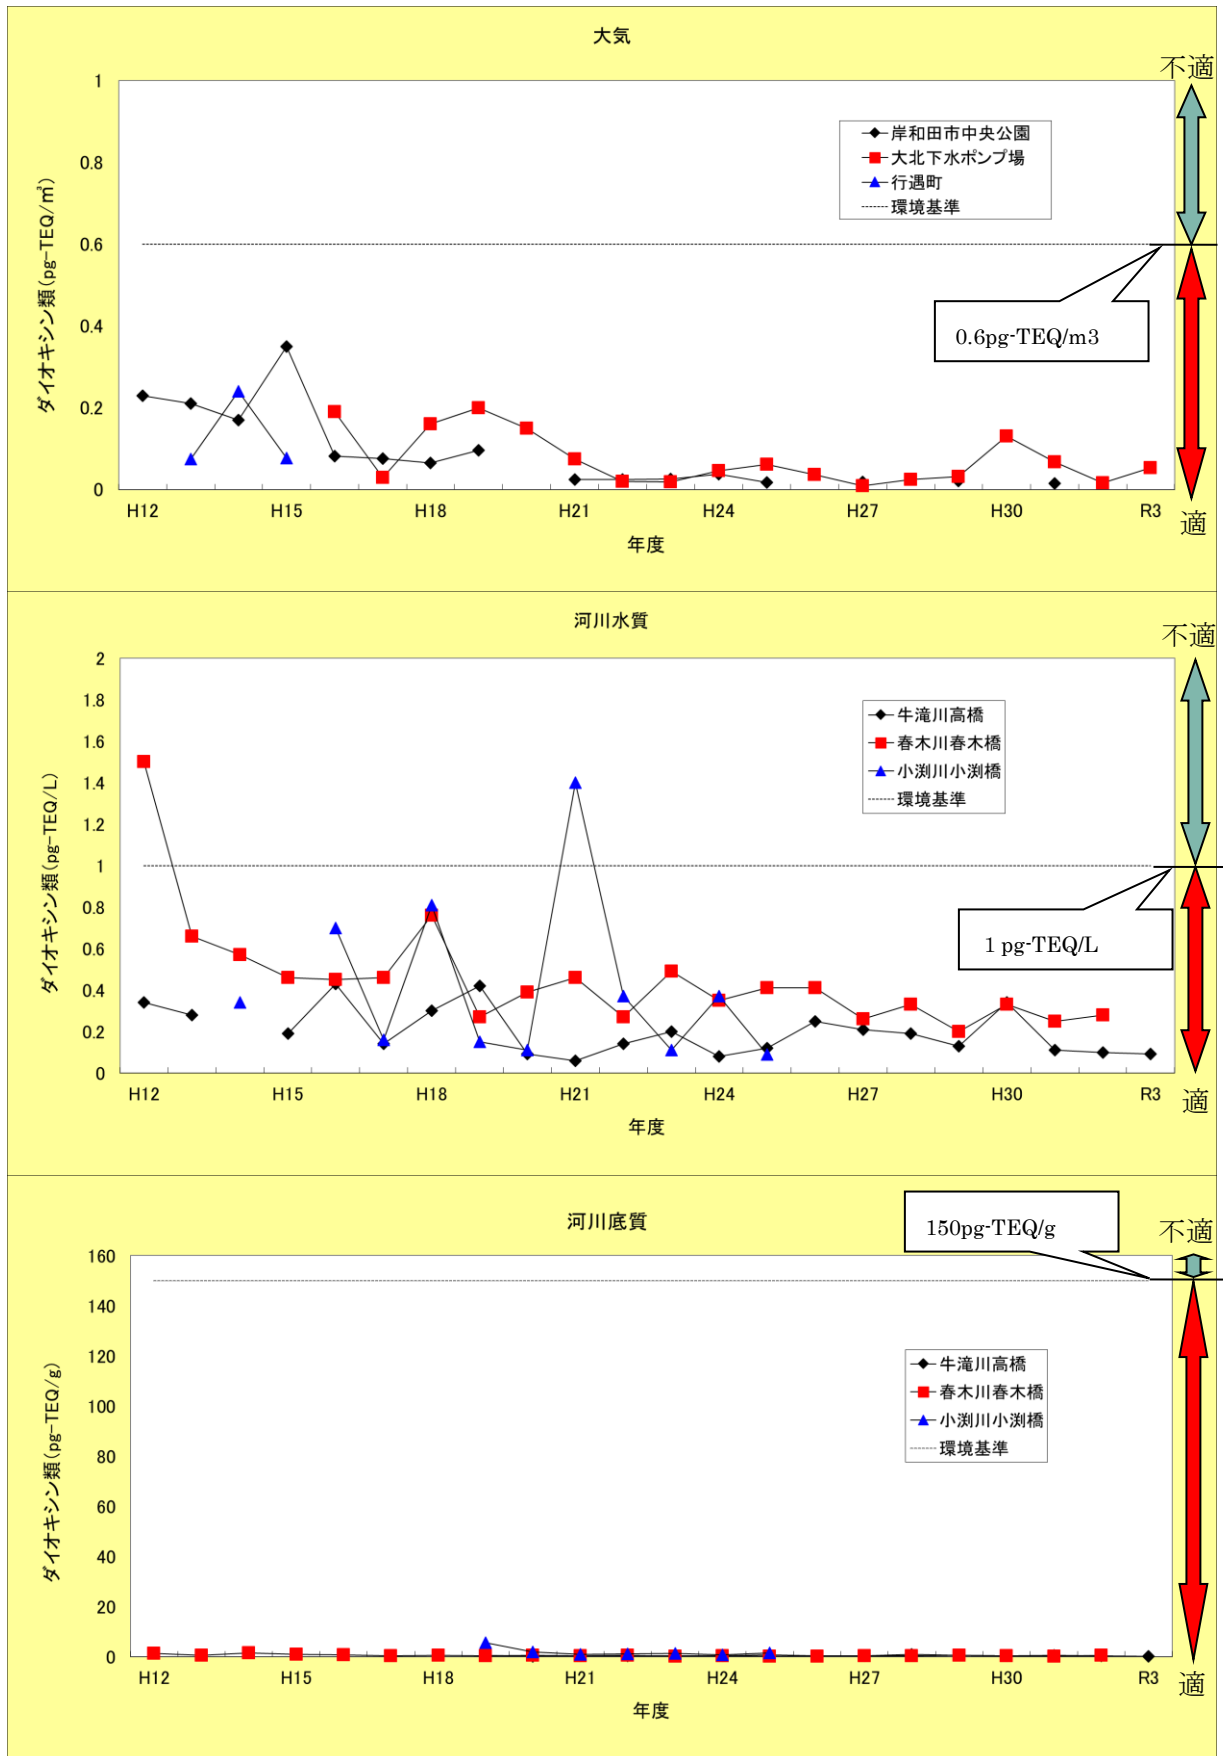 大気
不適
1
0.8
0.6
0.4
0.2
0
ダイオキシン類(pg-TEQ/㎥)
岸和田市中央公園
大北下水ポンプ場
行遇町
環境基準
0.6pg-TEQ/m3
H12 H15 H18 H21 H24 H27 H30 R3
適
年度
河川水質
不適
2
1.8
1.6
1.4
1.2
1
0.8
0.6
0.4
0.2
0
ダイオキシン類(pg-TEQ/L)
牛滝川高橋
春木川春木橋
小渕川小渕橋
環境基準
1 pg-TEQ/L
H12 H15 H18 H21 H24 H27 H30 R3
適
年度
河川底質
150pg-TEQ/g
不適
160
140
120
100
80
60
40
20
0
ダイオキシン類(pg-TEQ/g)
牛滝川高橋
春木川春木橋
小渕川小渕橋
環境基準
H12 H15 H18 H21 H24 H27 H30 R3
適
年度